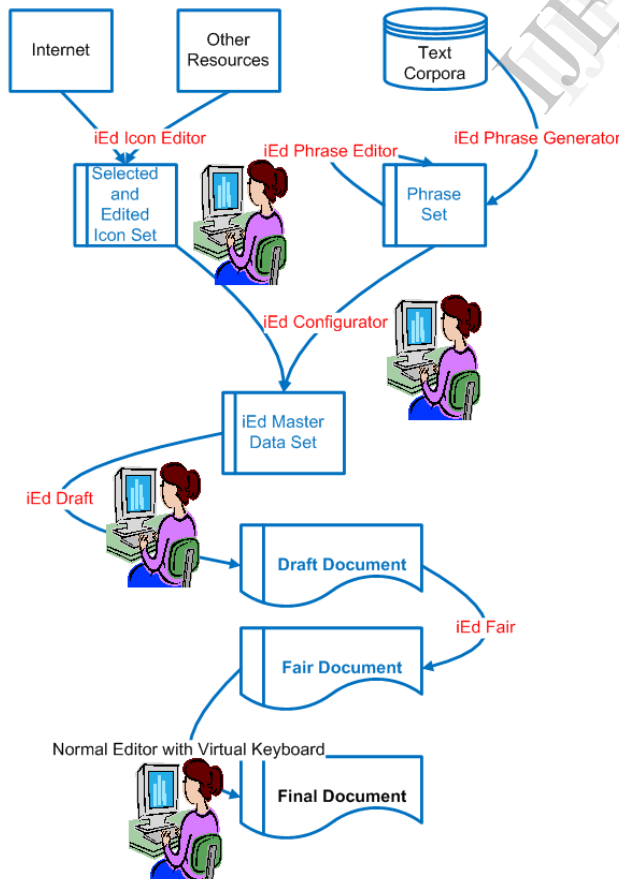 Internet
Other
Resources
Text
Corpora
iEd Icon Editor
iEd Phrase Editor
iEd Phrase Generator
Selected
and
Edited
Icon Set
Phrase
Set
iEd Configurator
iEd Master
Data Set
iEd Draft
Draft Document
iEd Fair
Fair Document
Normal Editor with Virtual Keyboard
Final Document